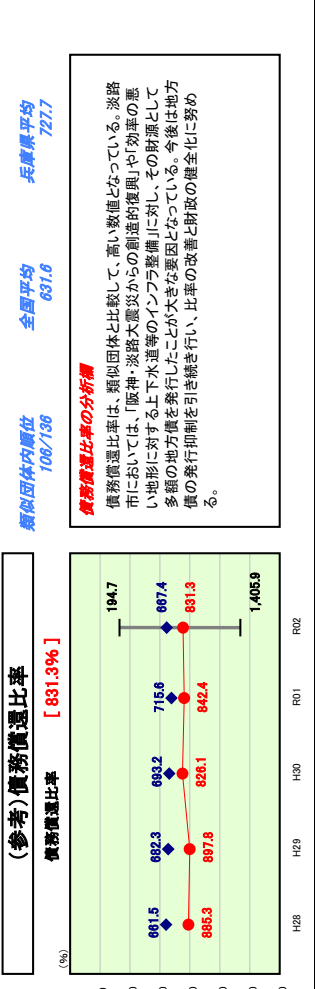 (参考)債務償還比率
債務償還比率 [ 831.3% ]
類似団体内順位 全国平均 兵庫県平均
106/136 631.6 727.7
(%)
194.7
661.5 682.3 693.2 715.6 667.4
885.3 897.8 826.1 842.4 831.3
1,405.9
H28 H29 H30 R01 R02
債務償還比率の分析欄
債務償還比率は、類似団体と比較して、高い数値となっている。淡路
市においては、「阪神・淡路大震災からの創造的復興」や「効率の悪
い地形に対する上下水道等のインフラ整備」に対し、その財源として
多額の地方債を発行したことが大きな要因となっている。今後は地方
債の発行抑制を引き続き行い、比率の改善と財政の健全化に努め
る。